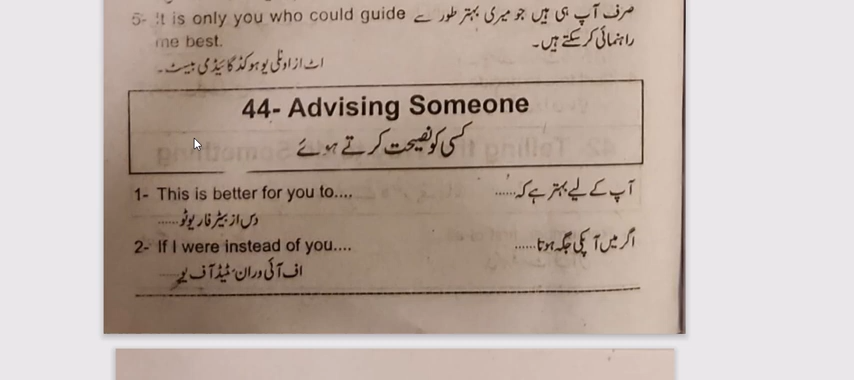 5- It is only you who could guide صرف آپ ہی ہیں جو میری بہتر طور سے
me best. راہنمائی کر سکتے ہیں۔
اٹ از اونلی یو ہو کڈ گائیڈ می بیسٹ۔
44- Advising Someone
کسی کو نصیحت کرتے ہوئے
1- This is better for you to.... آپ کے لیے بہتر ہے کہ......
دس از بیٹر فار یو ٹو......
2- If I were instead of you.... اگر میں آپکی جگہ ہوتا......
اف آئی ور ان سٹیڈ آف یو